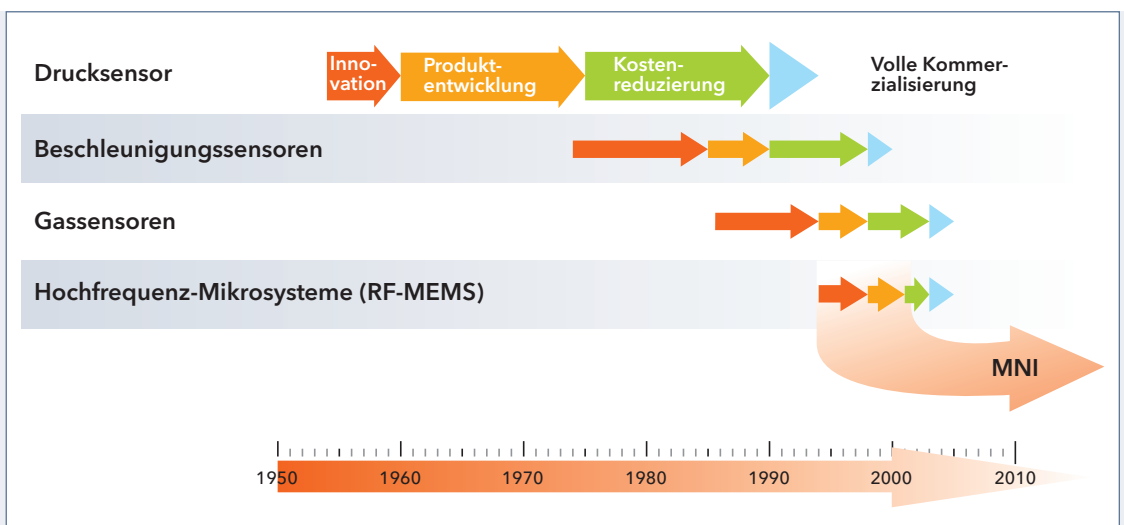 Drucksensor
Inno-
vation
Produkt-
entwicklung
Kosten-
reduzierung
Volle Kommer-
zialisierung
Beschleunigungssensoren
Gassensoren
Hochfrequenz-Mikrosysteme (RF-MEMS)
MNI
1950 1960 1970 1980 1990 2000 2010